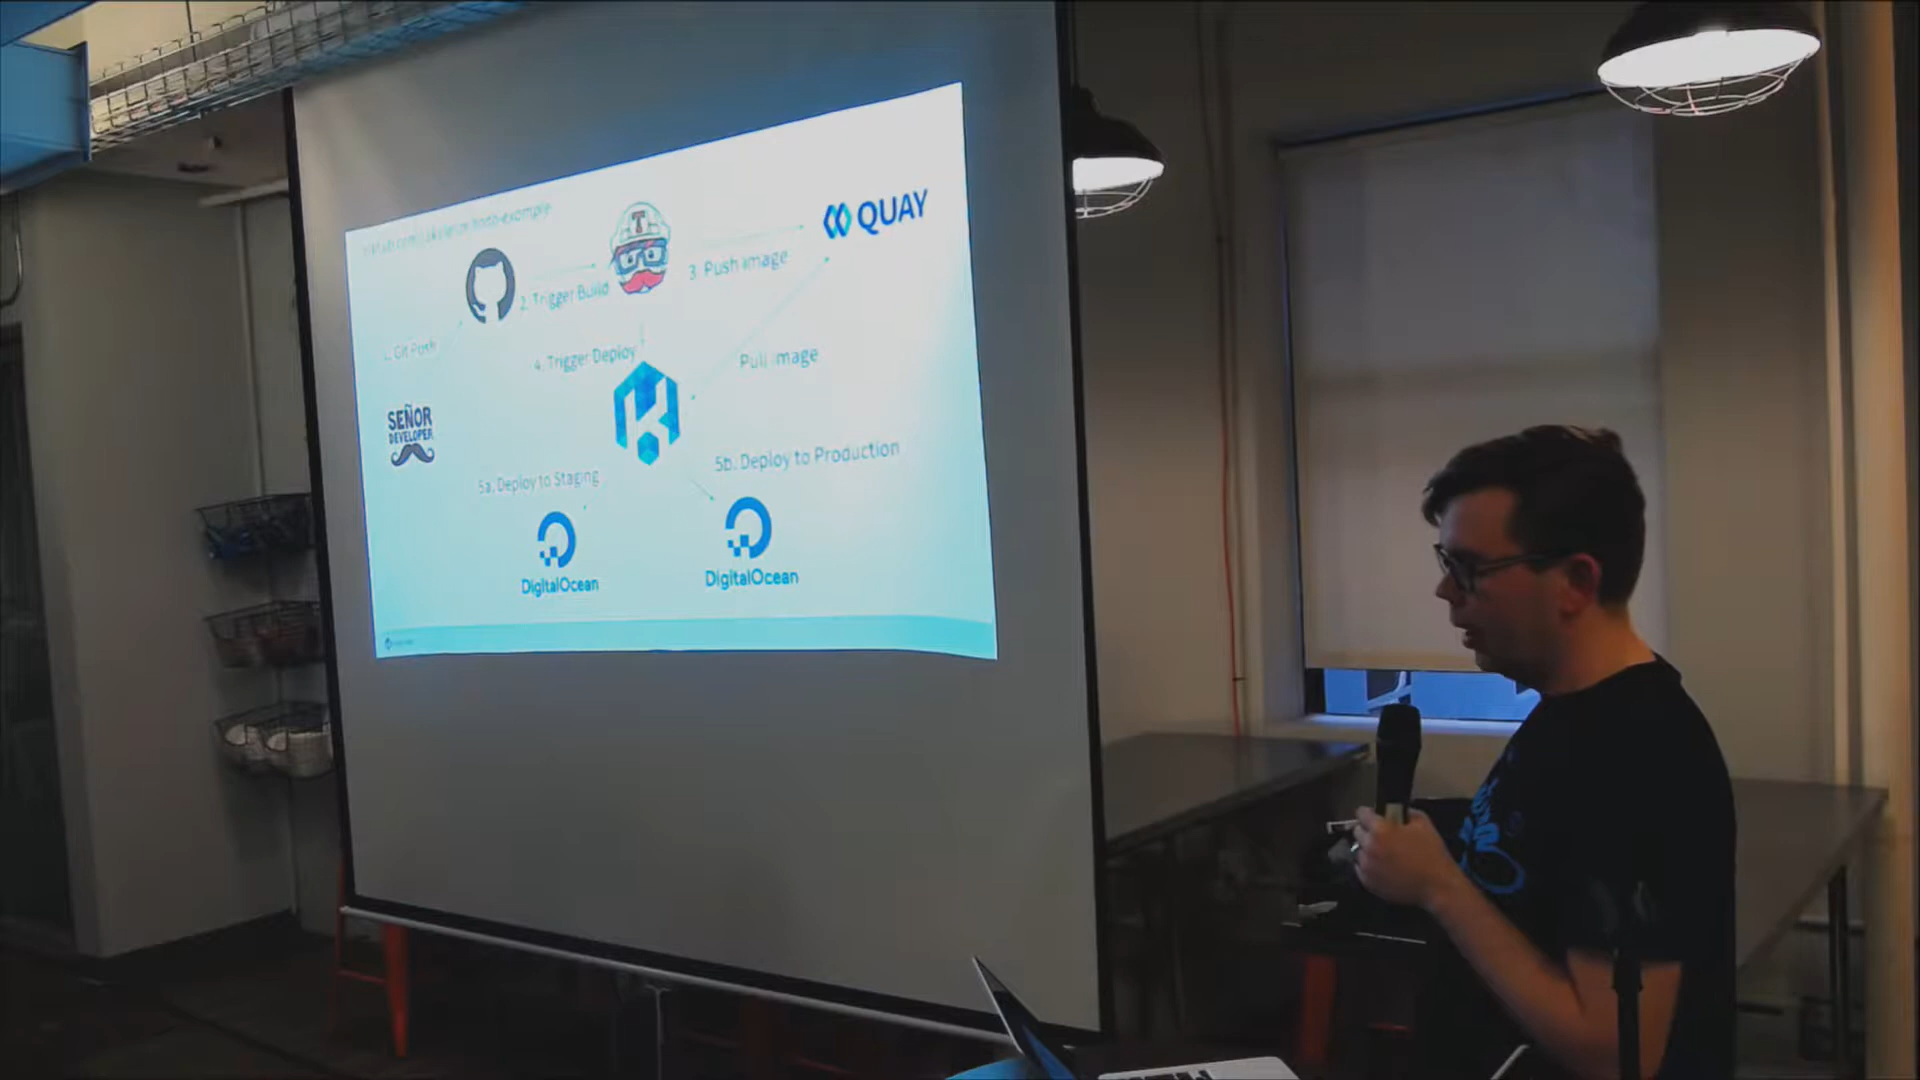 QUAY
2. Trigger Build
3. Push Image
1. Git Push
4. Trigger Deploy
Pull Image
SEÑOR
DEVELOPER
5a. Deploy to Staging
5b. Deploy to Production
DigitalOcean
DigitalOcean